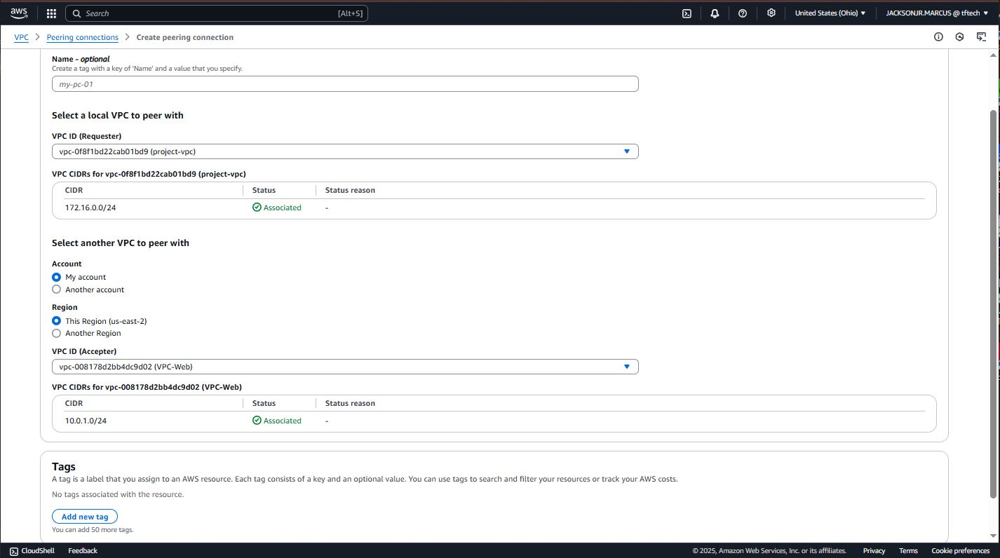 aws Search [Alt+S] United States (Ohio) JACKSONJR.MARCUS @ tftech
VPC Peering connections Create peering connection
Name - optional
Create a tag with a key of 'Name' and a value that you specify.
my-pc-01
Select a local VPC to peer with
VPC ID (Requester)
vpc-0f8f1bd22cab01bd9 (project-vpc)
VPC CIDRs for vpc-0f8f1bd22cab01bd9 (project-vpc)
CIDR Status Status reason
172.16.0.0/24 Associated -
Select another VPC to peer with
Account
My account
Another account
Region
This Region (us-east-2)
Another Region
VPC ID (Accepter)
vpc-008178d2bb4dc9d02 (VPC-Web)
VPC CIDRs for vpc-008178d2bb4dc9d02 (VPC-Web)
CIDR Status Status reason
10.0.1.0/24 Associated -
Tags
A tag is a label that you assign to an AWS resource. Each tag consists of a key and an optional value. You can use tags to search and filter your resources or track your AWS costs.
No tags associated with the resource.
Add new tag
You can add 50 more tags.
CloudShell Feedback © 2025, Amazon Web Services, Inc. or its affiliates. Privacy Terms Cookie preferences